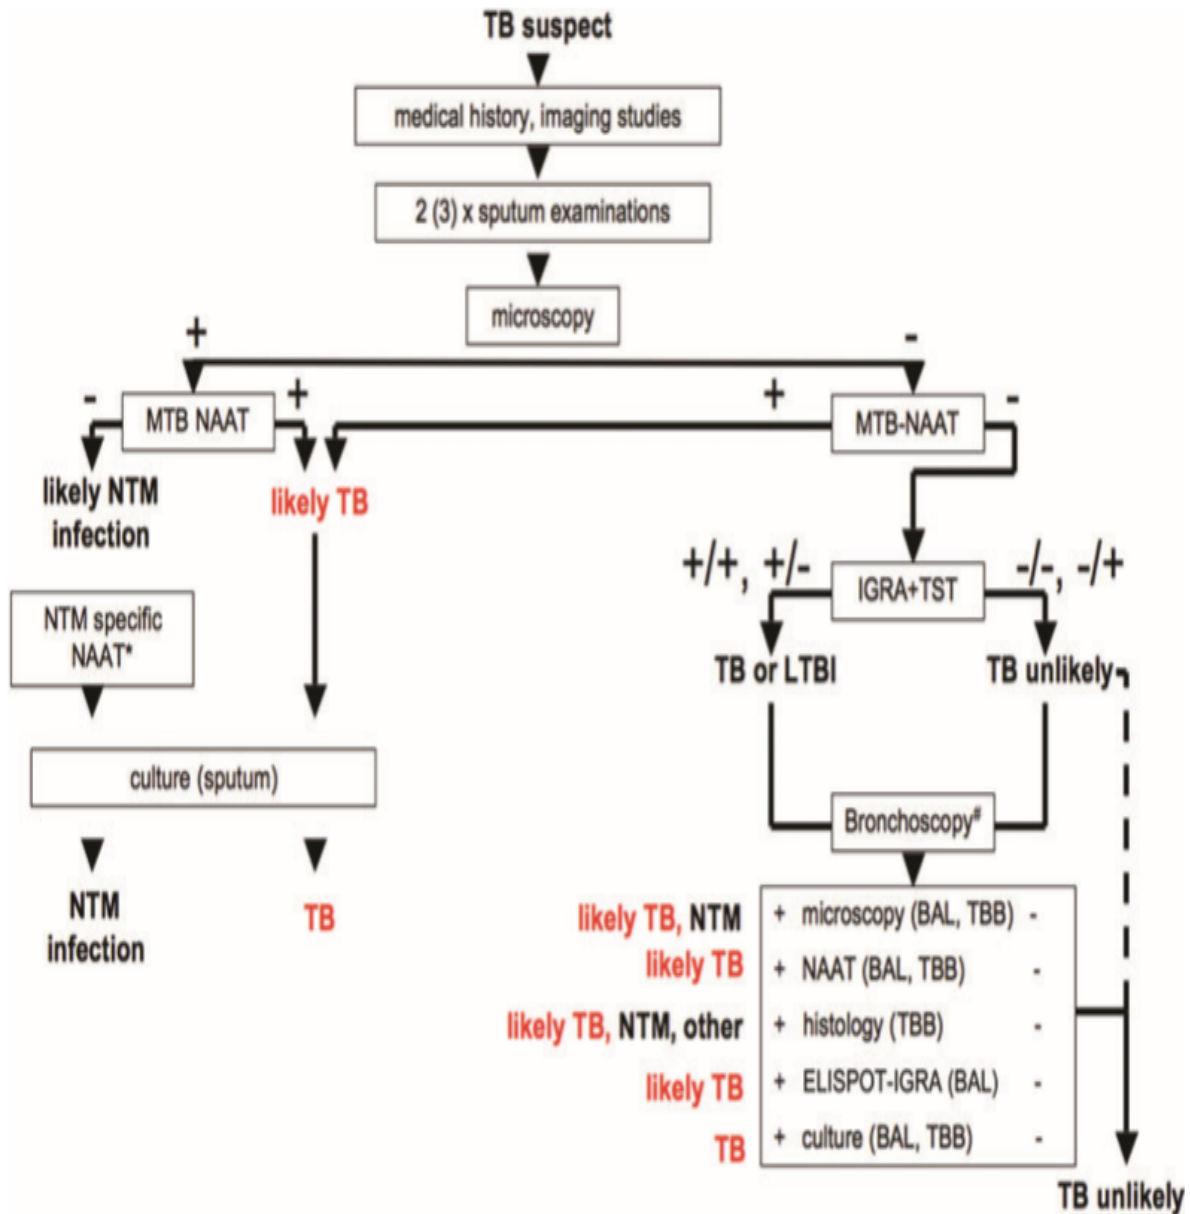 TB suspect
medical history, imaging studies
2 (3) x sputum examinations
microscopy
+
-
-
MTB NAAT
+
+
MTB-NAAT
-
likely NTM
infection
likely TB
+/+, +/-
IGRA+TST
-/-, -/+
NTM specific
NAAT*
TB or LTBI
TB unlikely
culture (sputum)
Bronchoscopy#
NTM
infection
TB
likely TB, NTM + microscopy (BAL, TBB) -
likely TB + NAAT (BAL, TBB) -
likely TB, NTM, other + histology (TBB) -
likely TB + ELISPOT-IGRA (BAL) -
TB + culture (BAL, TBB) -
TB unlikely